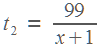 t₂ = 99/(x+1)